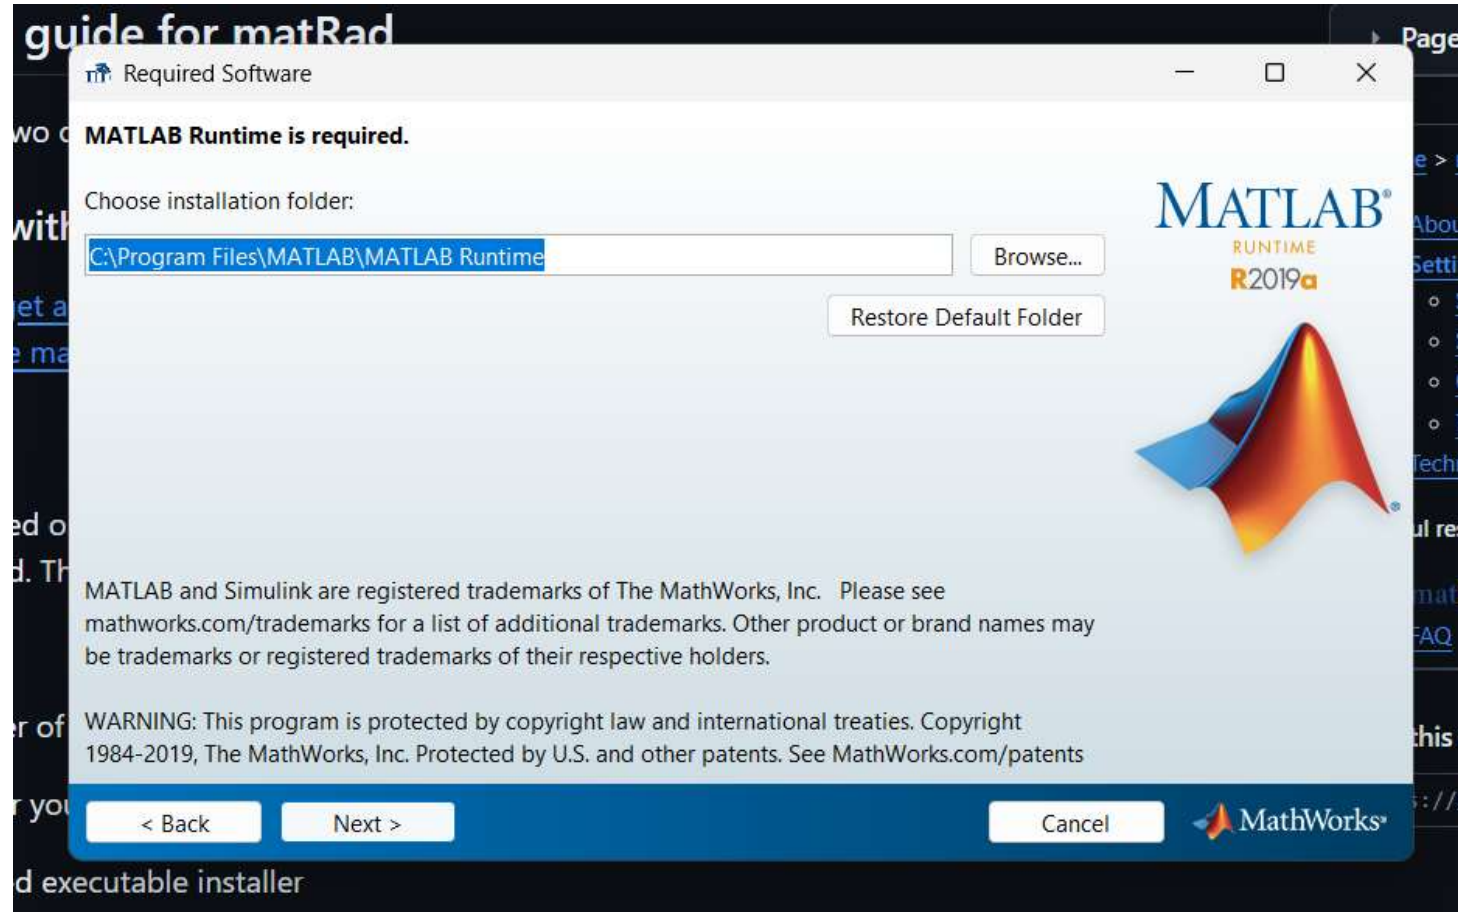 guide for matRad
Page
Required Software
MATLAB Runtime is required.
Choose installation folder:
C:\Program Files\MATLAB\MATLAB Runtime
Browse...
Restore Default Folder
MATLAB®
RUNTIME
R2019a
MATLAB and Simulink are registered trademarks of The MathWorks, Inc. Please see
mathworks.com/trademarks for a list of additional trademarks. Other product or brand names may
be trademarks or registered trademarks of their respective holders.
WARNING: This program is protected by copyright law and international treaties. Copyright
1984-2019, The MathWorks, Inc. Protected by U.S. and other patents. See MathWorks.com/patents
FAQ
this
< Back
Next >
Cancel
MathWorks®
executable installer